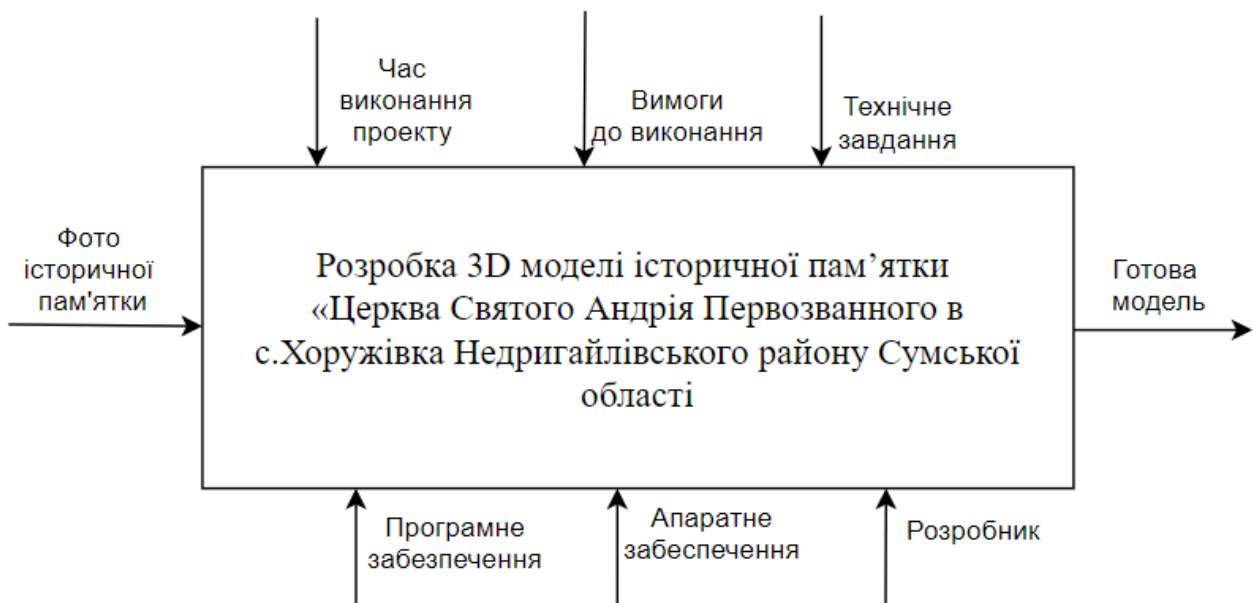 Час
виконання
проекту
Вимоги
до виконання
Технічне
завдання
Фото
історичної
пам'ятки
Розробка 3D моделі історичної пам’ятки
«Церква Святого Андрія Первозванного в
с.Хоружівка Недригайлівського району Сумської
області
Готова
модель
Програмне
забезпечення
Апаратне
забеспечення
Розробник